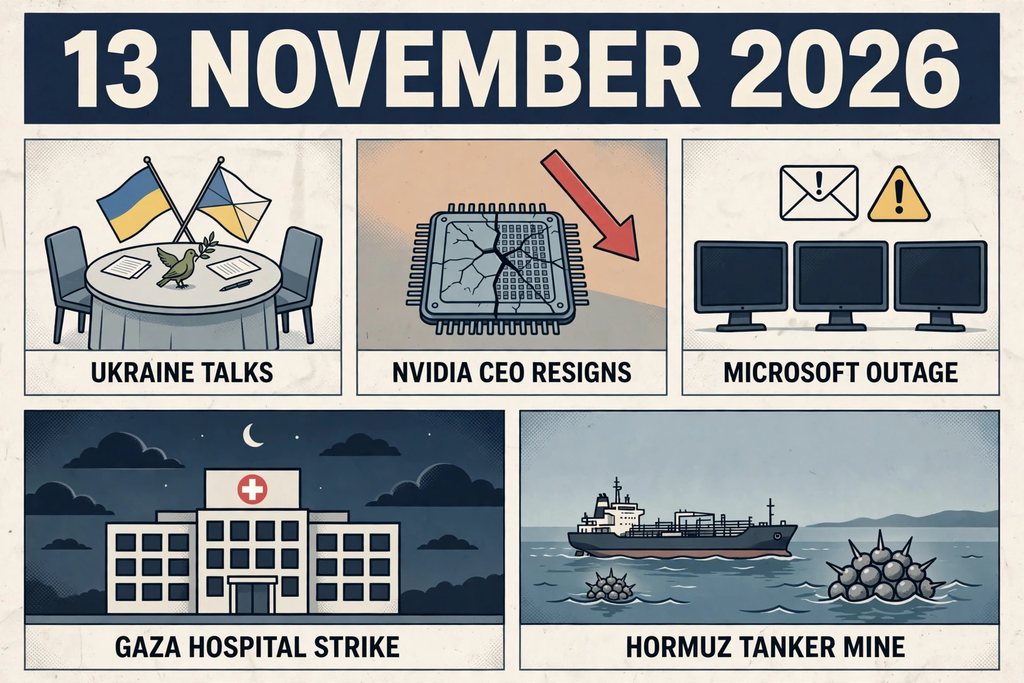 13 NOVEMBER 2026
UKRAINE TALKS
NVIDIA CEO RESIGNS
MICROSOFT OUTAGE
GAZA HOSPITAL STRIKE
HORMUZ TANKER MINE